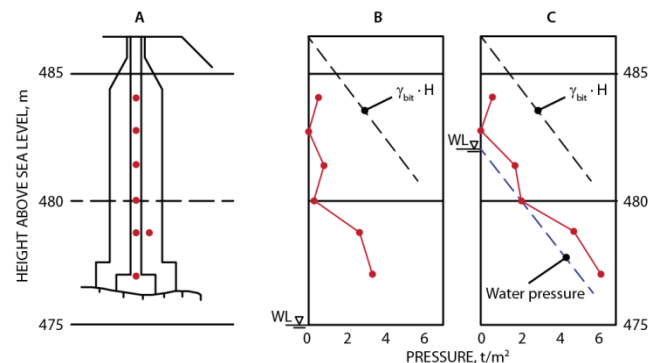 A
B
C
HEIGHT ABOVE SEA LEVEL, m
485
480
475
γbit · H
WL
0 2 4 6
γbit · H
WL
Water pressure
485
480
475
0 2 4 6
PRESSURE, t/m²